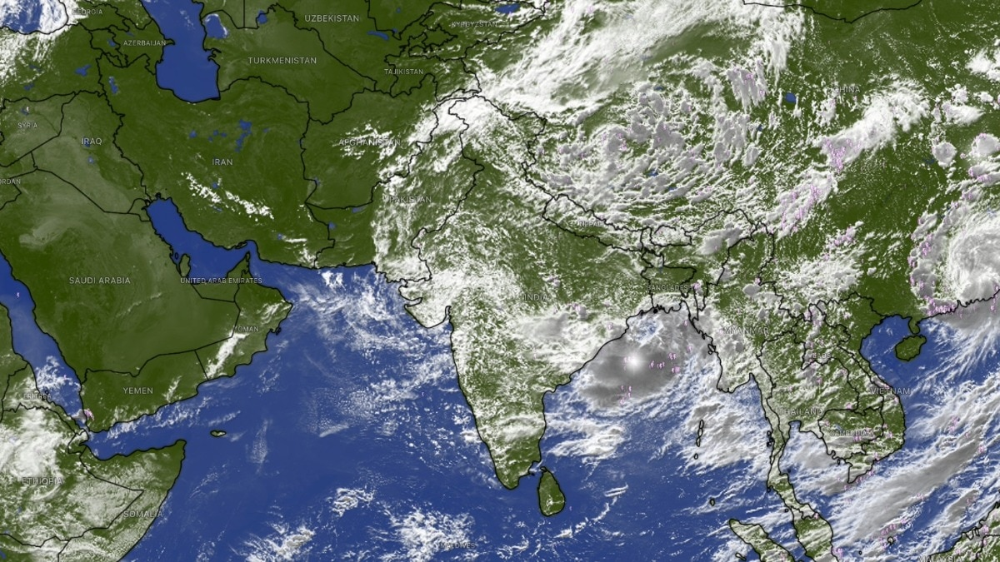 GEORGIA
UZBEKISTAN
KYRGYZSTAN
AZERBAIJAN
TURKMENISTAN
TAJIKISTAN
CHINA
SYRIA
IRAQ
AFGHANISTAN
IRAN
ORDAN
PAKISTAN
NEPAL
SAUDI ARABIA
UNITED ARAB EMIRATES
BANGLADESH
INDIA
OMAN
MYANMAR
LAOS
YEMEN
VIETNAM
ERITREA
THAILAND
CAMBODIA
ETHIOPIA
SOMALIA
MALDIVES
MALAYSIA